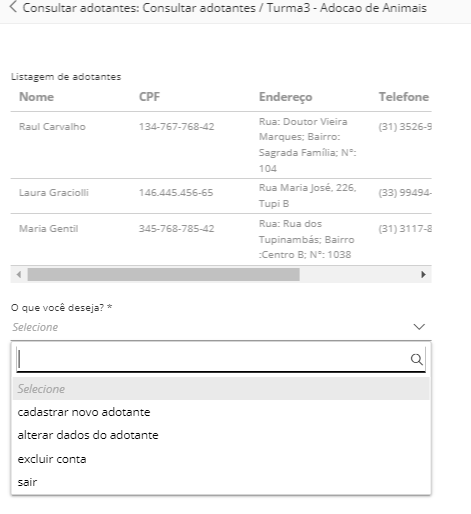 Consultar adotantes: Consultar adotantes / Turma3 - Adocao de Animais
Listagem de adotantes
Nome CPF Endereço Telefone
Raul Carvalho 134-767-768-42 Rua: Doutor Vieira (31) 3526-9
Marques; Bairro:
Sagrada Família; Nº:
104
Laura Graciolli 146.445.456-65 Rua Maria José, 226, (33) 99494-
Tupi B
Maria Gentil 345-768-785-42 Rua: Rua dos (31) 3117-8
Tupinambás; Bairro
:Centro B; Nº: 1038
O que você deseja? *
Selecione
Selecione
cadastrar novo adotante
alterar dados do adotante
excluir conta
sair